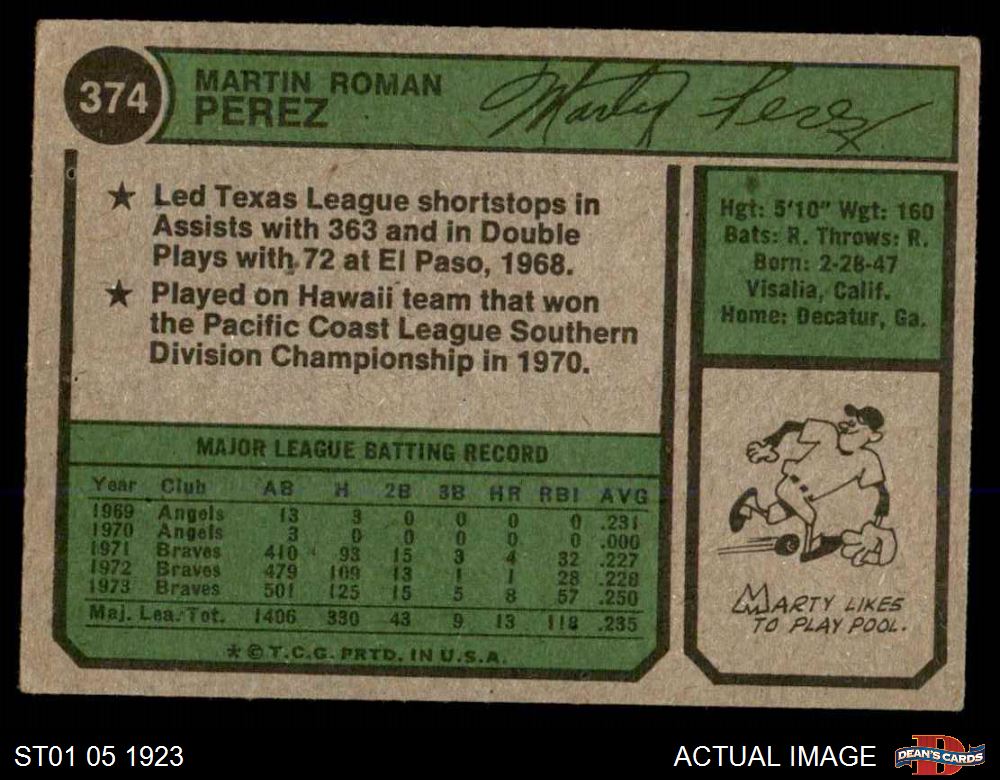 374
MARTIN ROMAN
PEREZ
Marty Perez
★ Led Texas League shortstops in
Assists with 363 and in Double
Plays with 72 at El Paso, 1968.
★ Played on Hawaii team that won
the Pacific Coast League Southern
Division Championship in 1970.
Hgt: 5'10" Wgt: 160
Bats: R. Throws: R.
Born: 2-28-47
Visalia, Calif.
Home: Decatur, Ga.
MAJOR LEAGUE BATTING RECORD
Year Club AB H 2B 3B HR RBI AVG
1969 Angels 13 3 0 0 0 0 .231
1970 Angels 3 0 0 0 0 0 .000
1971 Braves 410 93 15 3 4 32 .227
1972 Braves 479 109 13 1 1 28 .228
1973 Braves 501 125 15 5 8 57 .250
Maj. Lea. Tot. 1406 330 43 9 13 118 .235
★ © T.C.G. PRTD. IN U.S.A.
MARTY LIKES
TO PLAY POOL.
ST01 05 1923
ACTUAL IMAGE
D
DEAN'S CARDS